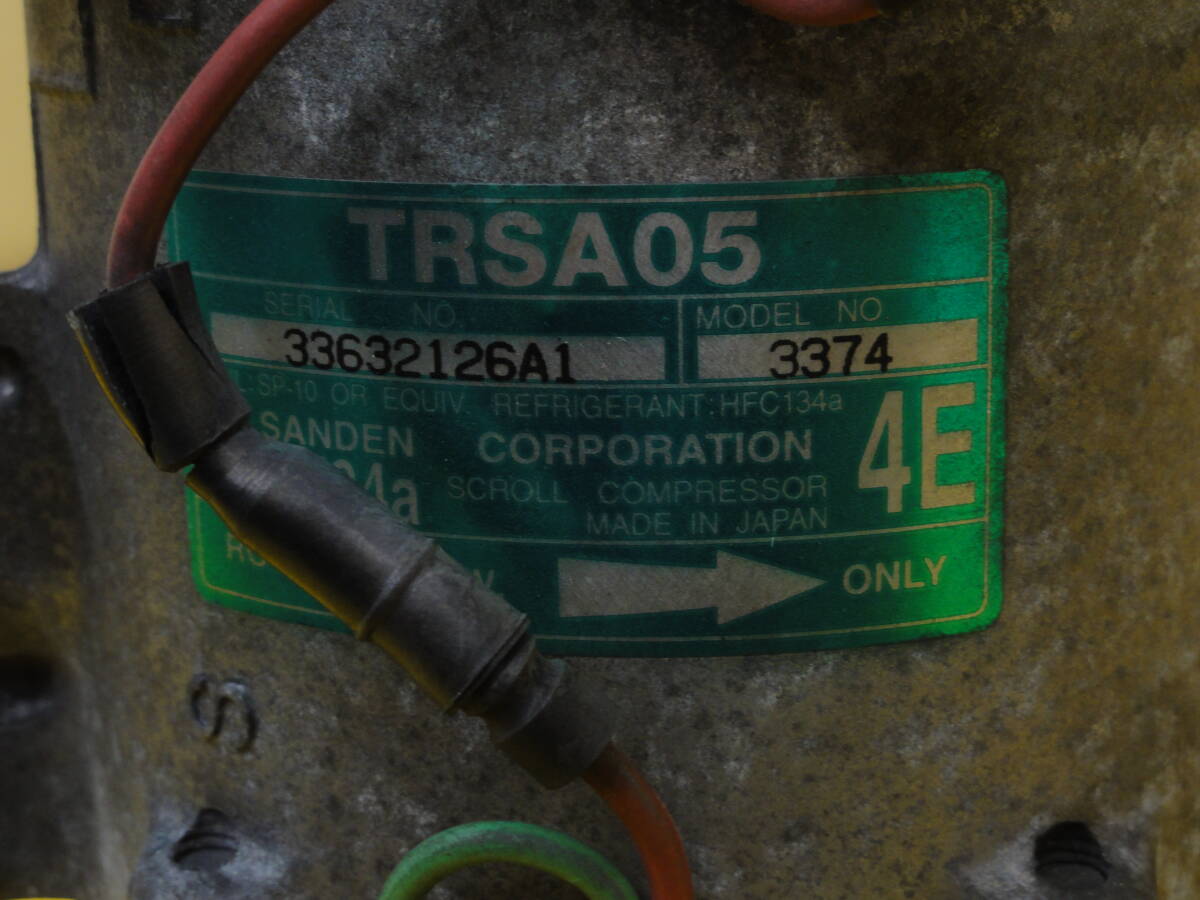 TRSA05
SERIAL NO. MODEL NO
33632126A1 3374
SP-10 OR EQUIV. REFRIGERANT:HFC134a
SANDEN CORPORATION 4E
SCROLL COMPRESSOR
MADE IN JAPAN
ONLY
S